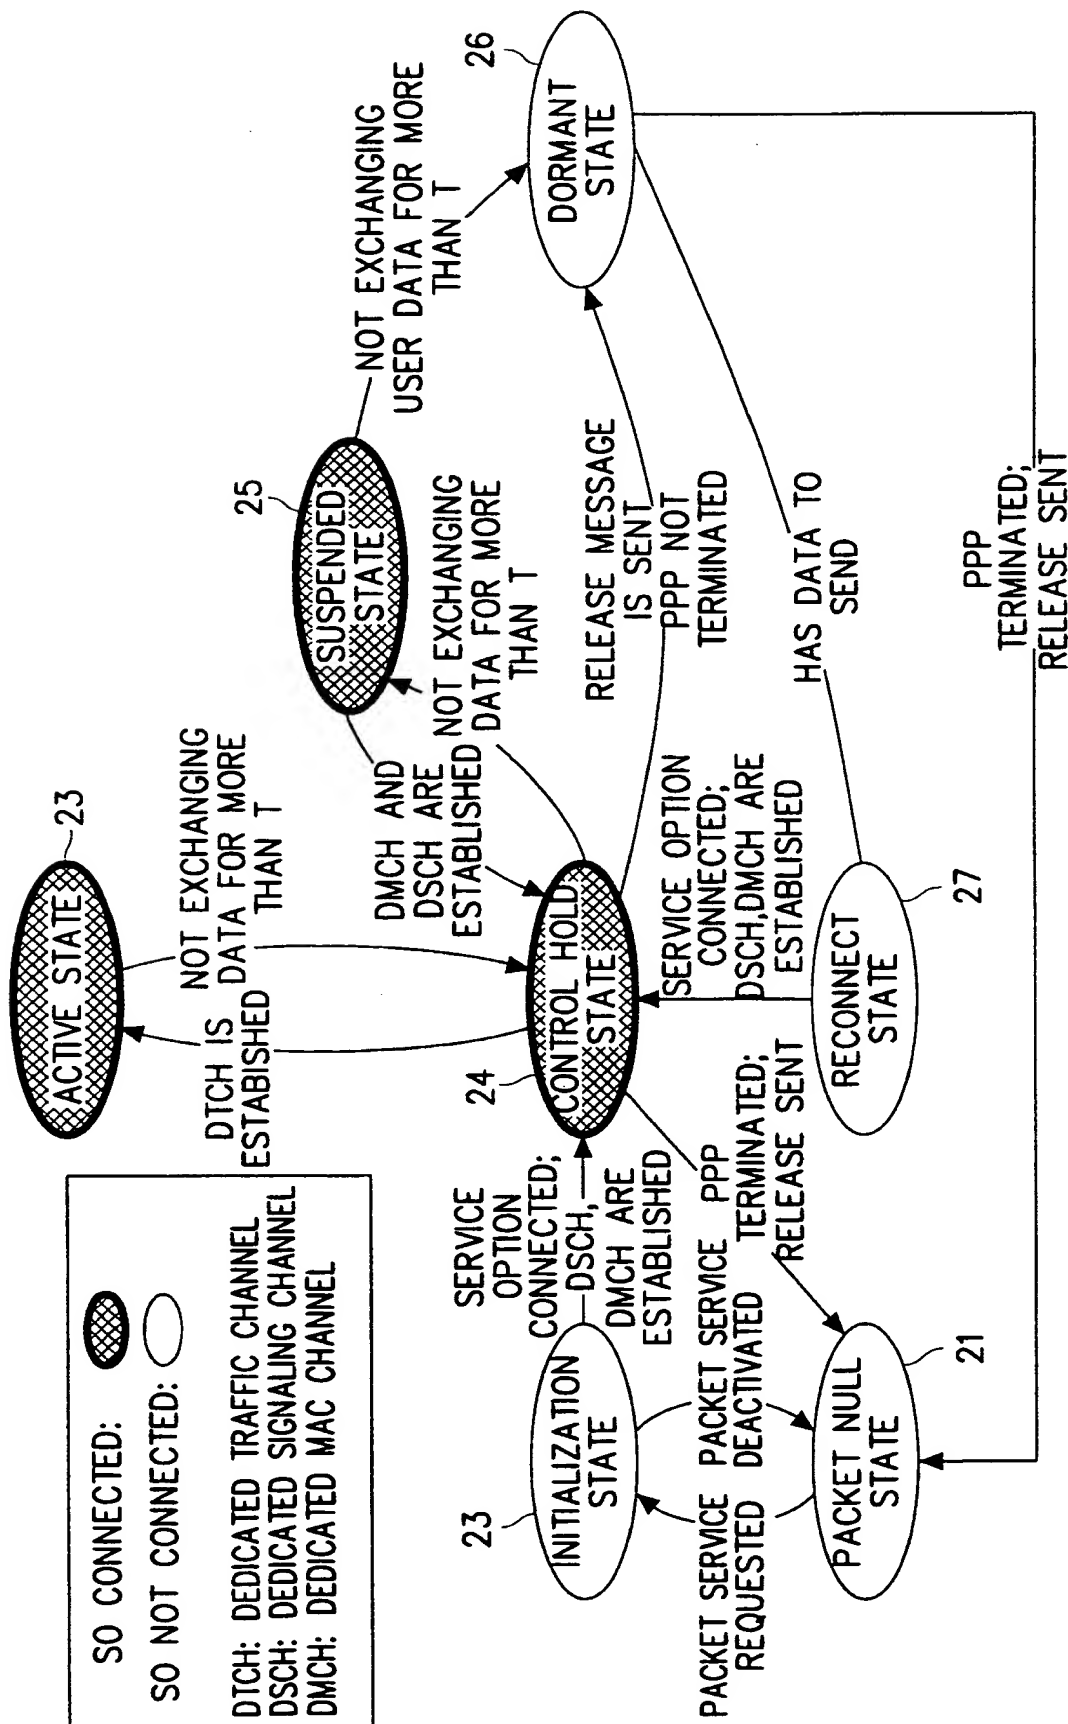 SO CONNECTED:
SO NOT CONNECTED:
DTCH: DEDICATED TRAFFIC CHANNEL
DSCH: DEDICATED SIGNALING CHANNEL
DMCH: DEDICATED MAC CHANNEL
ACTIVE STATE
23
DTCH IS
ESTABISHED
NOT EXCHANGING
DATA FOR MORE
THAN T
SUSPENDED
STATE
25
DMCH AND
DSCH ARE
ESTABLISHED
NOT EXCHANGING
DATA FOR MORE
THAN T
NOT EXCHANGING
USER DATA FOR MORE
THAN T
INITIALIZATION
STATE
23
SERVICE
OPTION
CONNECTED;
DSCH,
DMCH ARE
ESTABLISHED
24
CONTROL HOLD
STATE
RELEASE MESSAGE
IS SENT
PPP NOT
TERMINATED
DORMANT
STATE
26
PACKET SERVICE
REQUESTED
PACKET SERVICE
DEACTIVATED
PPP
TERMINATED;
RELEASE SENT
SERVICE OPTION
CONNECTED;
DSCH,DMCH ARE
ESTABLISHED
HAS DATA TO
SEND
PACKET NULL
STATE
21
RECONNECT
STATE
27
PPP
TERMINATED;
RELEASE SENT